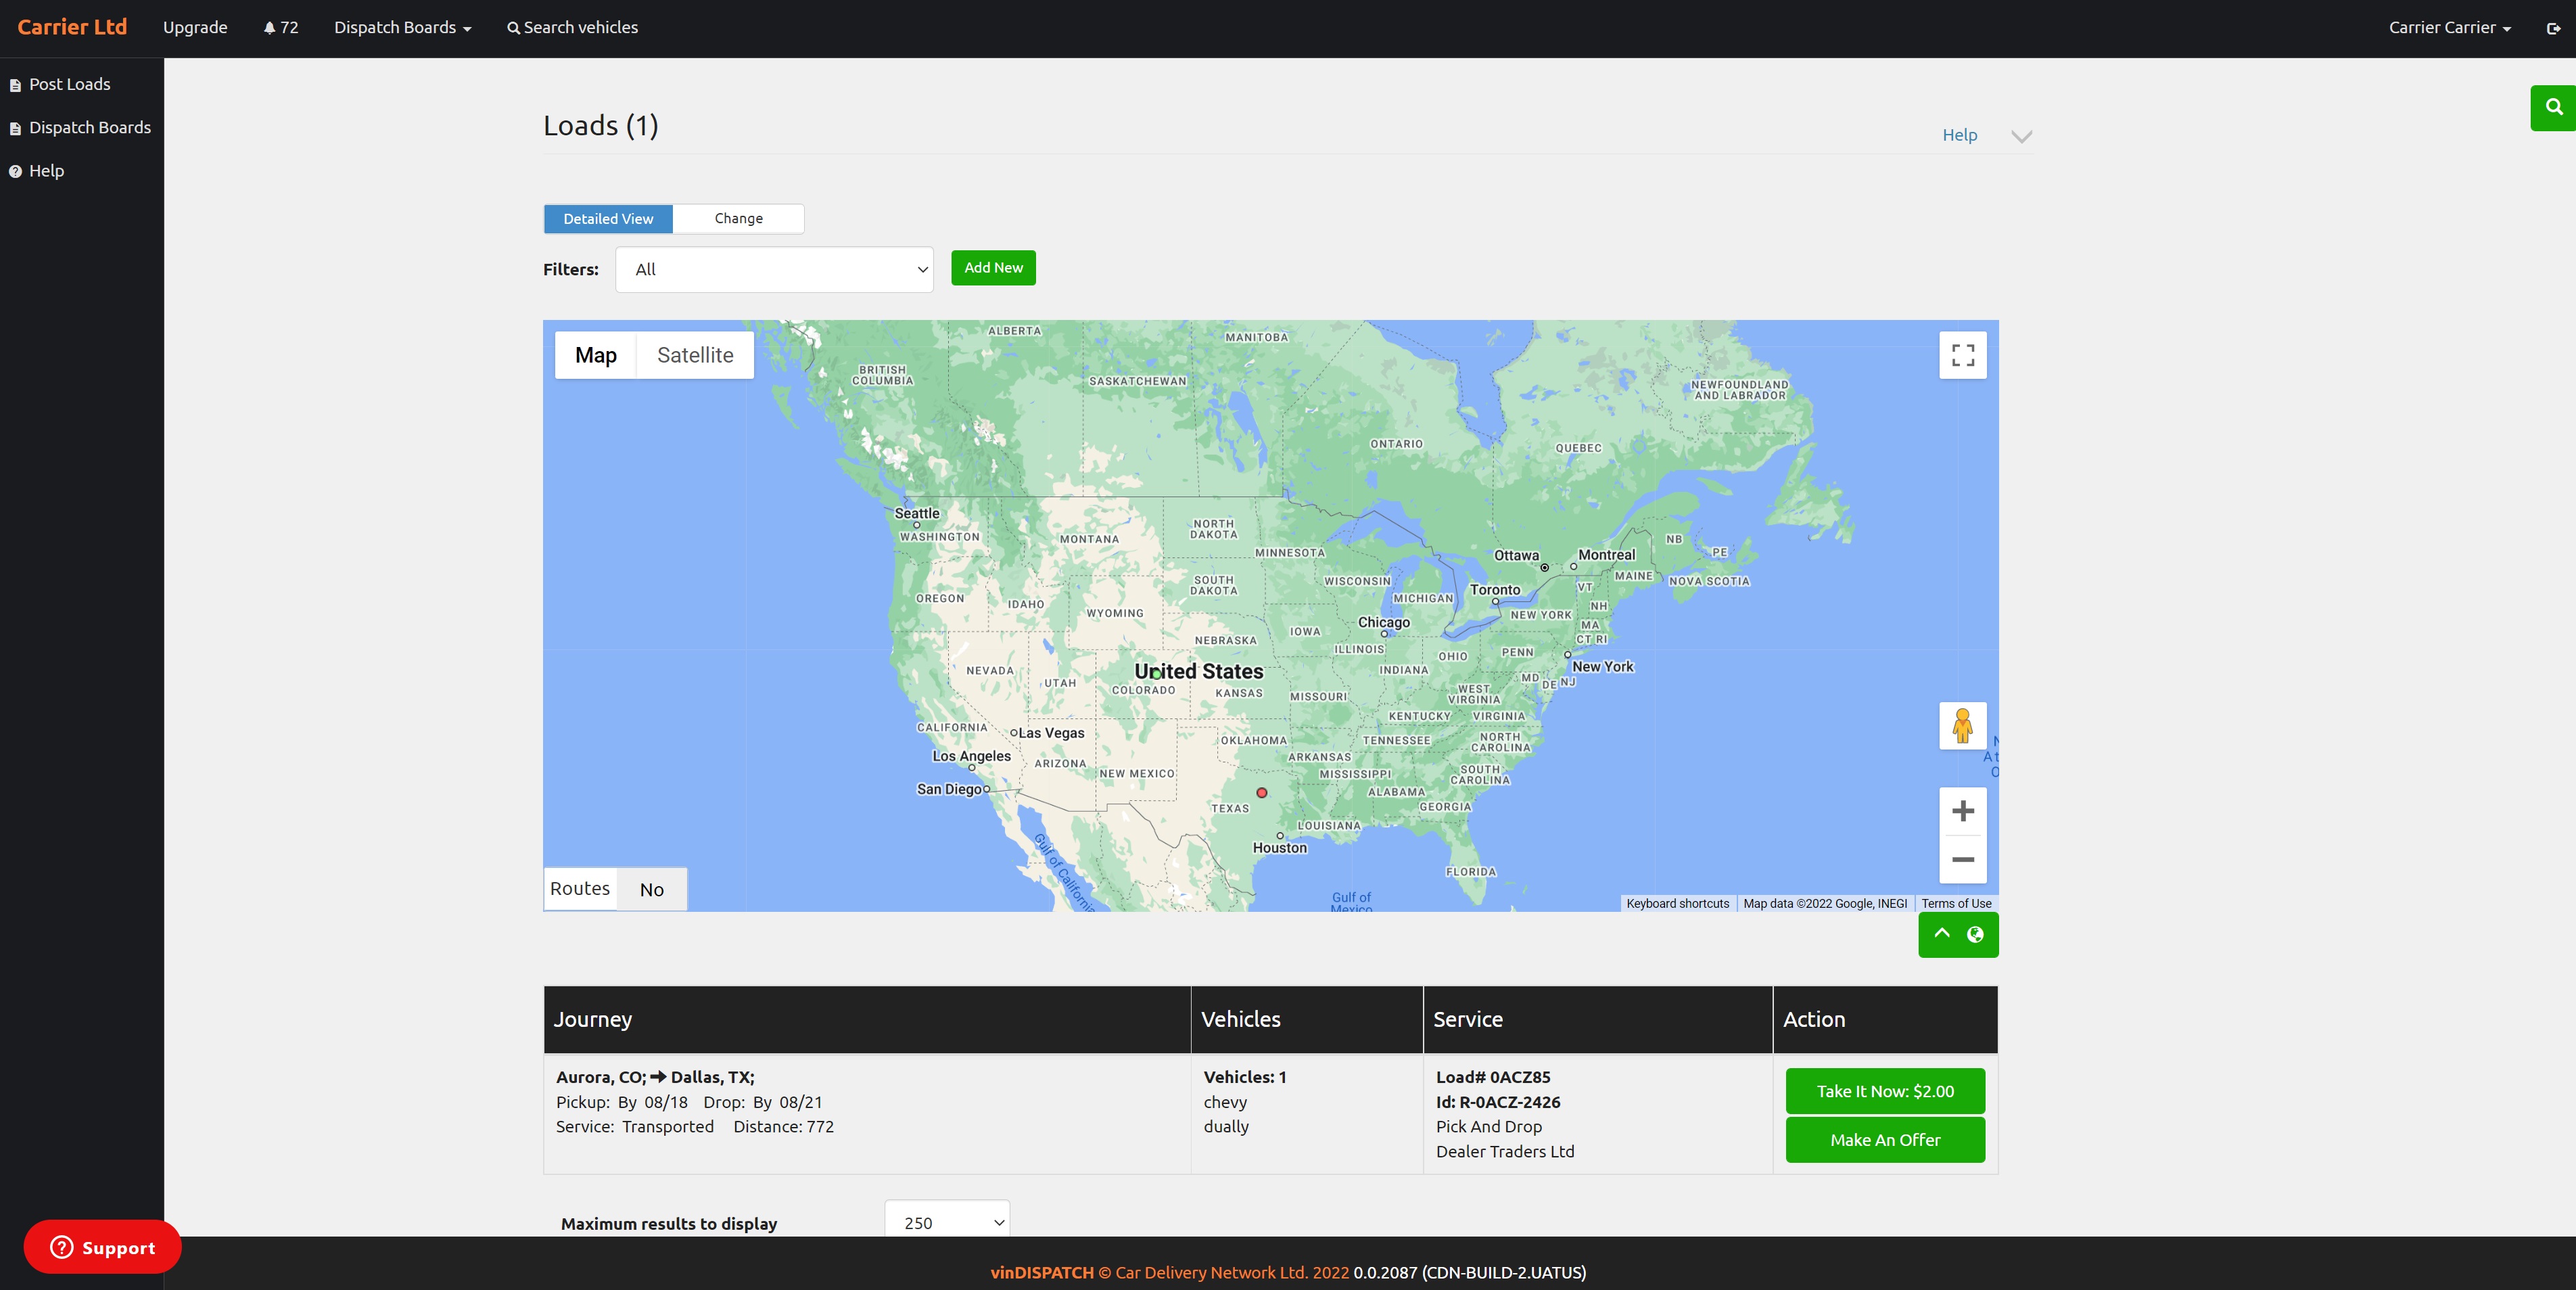 Carrier Ltd Upgrade 72 Dispatch Boards Search vehicles Carrier Carrier
Post Loads
Dispatch Boards
Help
Loads (1)
Help
Detailed View Change
Filters: All Add New
Map Satellite
ALBERTA
MANITOBA
BRITISH
COLUMBIA
SASKATCHEWAN
NEWFOUNDLAND
AND LABRADOR
ONTARIO
QUEBEC
Seattle
WASHINGTON
MONTANA
NORTH
DAKOTA
MINNESOTA
Ottawa
Montreal
NB
PE
NOVA SCOTIA
MAINE
SOUTH
DAKOTA
WISCONSIN
MICHIGAN
Toronto
VT
NH
OREGON
IDAHO
WYOMING
NEW YORK
MA
CT RI
Chicago
IOWA
NEBRASKA
ILLINOIS
INDIANA
OHIO
PENN
New York
NEVADA
UTAH
United States
COLORADO
KANSAS
MISSOURI
WEST
VIRGINIA
MD
DE
NJ
KENTUCKY
VIRGINIA
CALIFORNIA
Las Vegas
Los Angeles
ARIZONA
NEW MEXICO
OKLAHOMA
ARKANSAS
TENNESSEE
NORTH
CAROLINA
MISSISSIPPI
SOUTH
CAROLINA
San Diego
TEXAS
ALABAMA
GEORGIA
LOUISIANA
Houston
FLORIDA
Gulf of California
Gulf of
Mexico
Routes No
Keyboard shortcuts Map data ©2022 Google, INEGI Terms of Use
Journey Vehicles Service Action
Aurora, CO; Dallas, TX;
Pickup: By 08/18 Drop: By 08/21
Service: Transported Distance: 772
Vehicles: 1
chevy
dually
Load# 0ACZ85
Id: R-0ACZ-2426
Pick And Drop
Dealer Traders Ltd
Take It Now: $2.00
Make An Offer
Maximum results to display 250
Support
vinDISPATCH © Car Delivery Network Ltd. 2022 0.0.2087 (CDN-BUILD-2.UATUS)